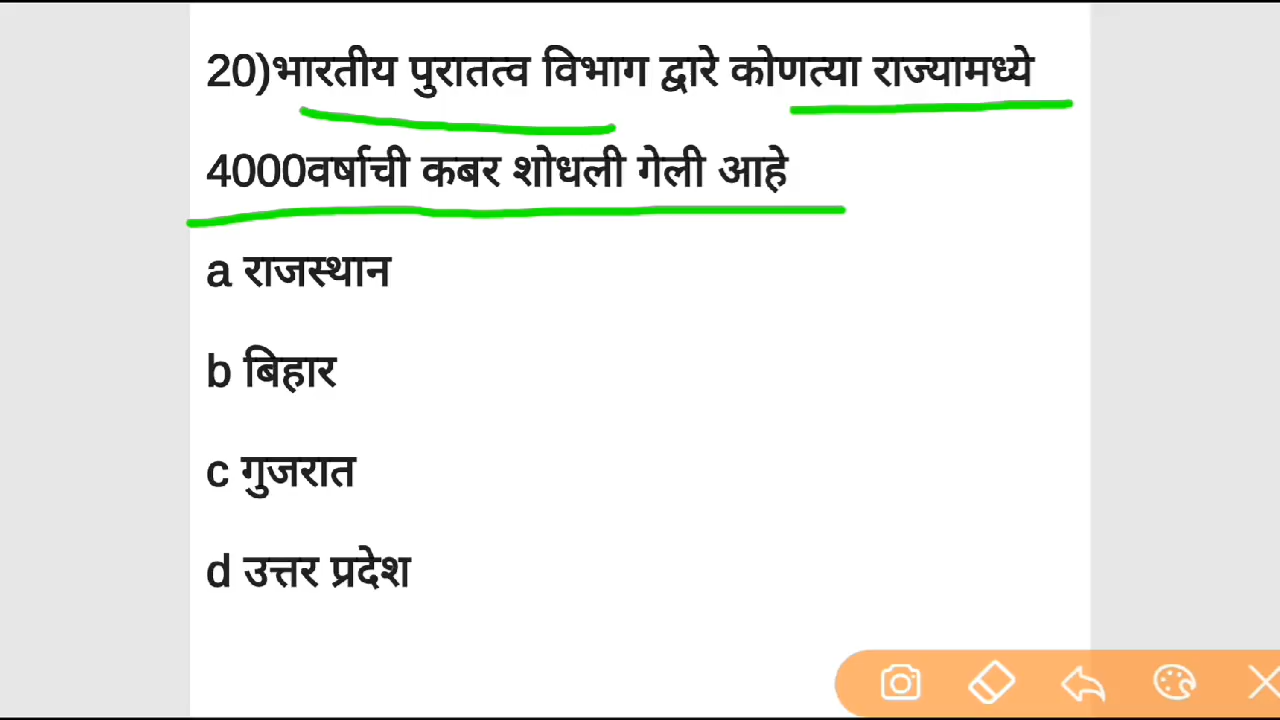 20)भारतीय पुरातत्व विभाग द्वारे कोणत्या राज्यामध्ये
4000वर्षाची कबर शोधली गेली आहे
a राजस्थान
b बिहार
c गुजरात
d उत्तर प्रदेश